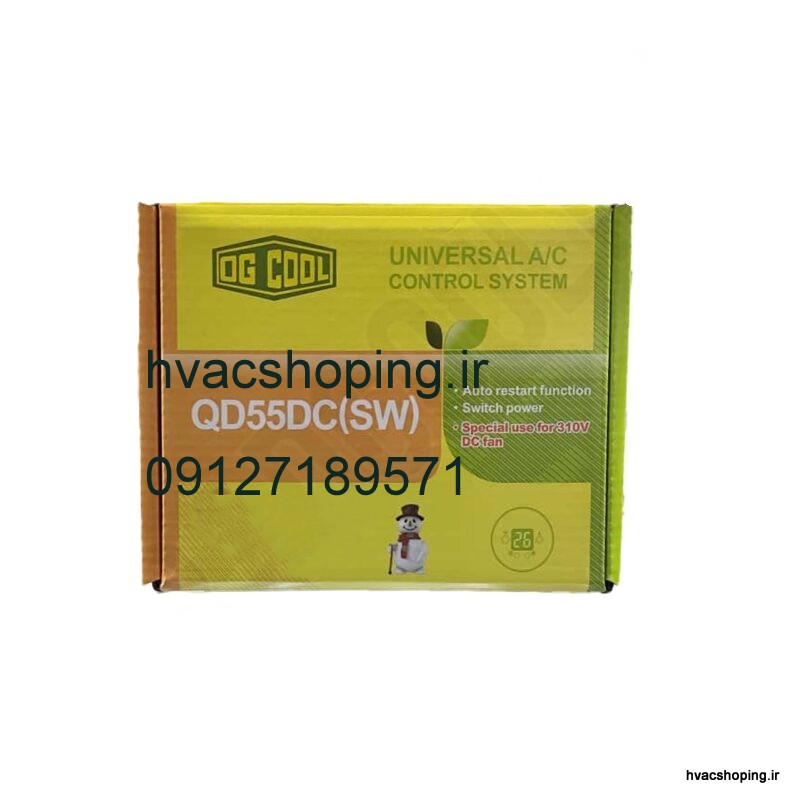 OG COOL
UNIVERSAL A/C
CONTROL SYSTEM
hvacshoping.ir
• Auto restart function
• Switch power
• Special use for 310V
DC fan
QD55DC(SW)
09127189571
26
hvacshoping.ir